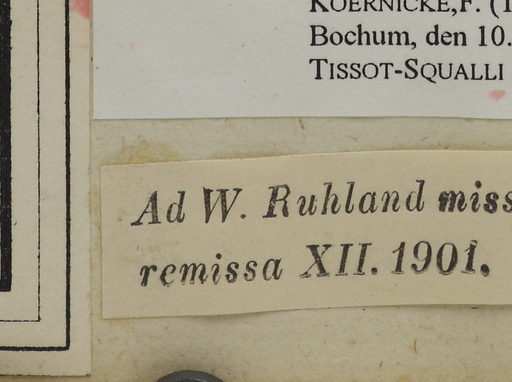 KOERNICKE,F. (1
Bochum, den 10.
TISSOT-SQUALLI
Ad W. Ruhland miss
remissa XII. 1901.